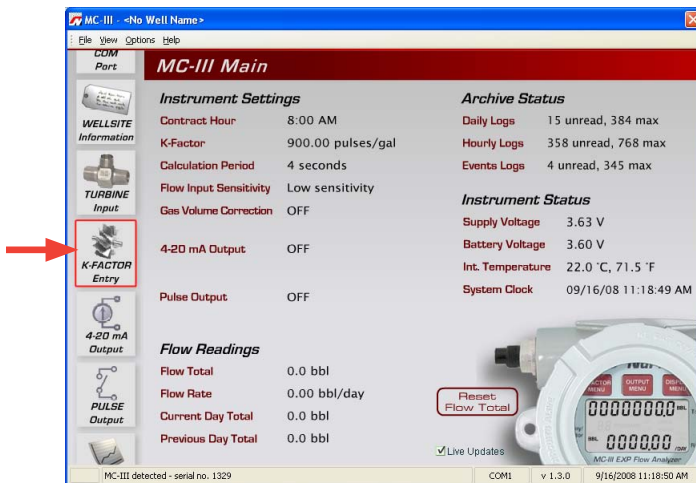 MC-III - <No Well Name>
File View Options Help
COM
Port
WELLSITE
Information
TURBINE
Input
K-FACTOR
Entry
4-20 mA
Output
PULSE
Output
MC-III Main
Instrument Settings
Contract Hour 8:00 AM
K-Factor 900.00 pulses/gal
Calculation Period 4 seconds
Flow Input Sensitivity Low sensitivity
Gas Volume Correction OFF
4-20 mA Output OFF
Pulse Output OFF
Flow Readings
Flow Total 0.0 bbl
Flow Rate 0.00 bbl/day
Current Day Total 0.0 bbl
Previous Day Total 0.0 bbl
Archive Status
Daily Logs 15 unread, 384 max
Hourly Logs 358 unread, 768 max
Events Logs 4 unread, 345 max
Instrument Status
Supply Voltage 3.63 V
Battery Voltage 3.60 V
Int. Temperature 22.0 °C, 71.5 °F
System Clock 09/16/08 11:18:49 AM
Reset
Flow Total
Live Updates
OUTPUT
MENU
MENU
0000000.0 BBL
BBL 00000.00 /DAY
MC-III EXP Flow Analyzer
MC-III detected - serial no. 1329 COM1 v 1.3.0 9/16/2008 11:18:50 AM